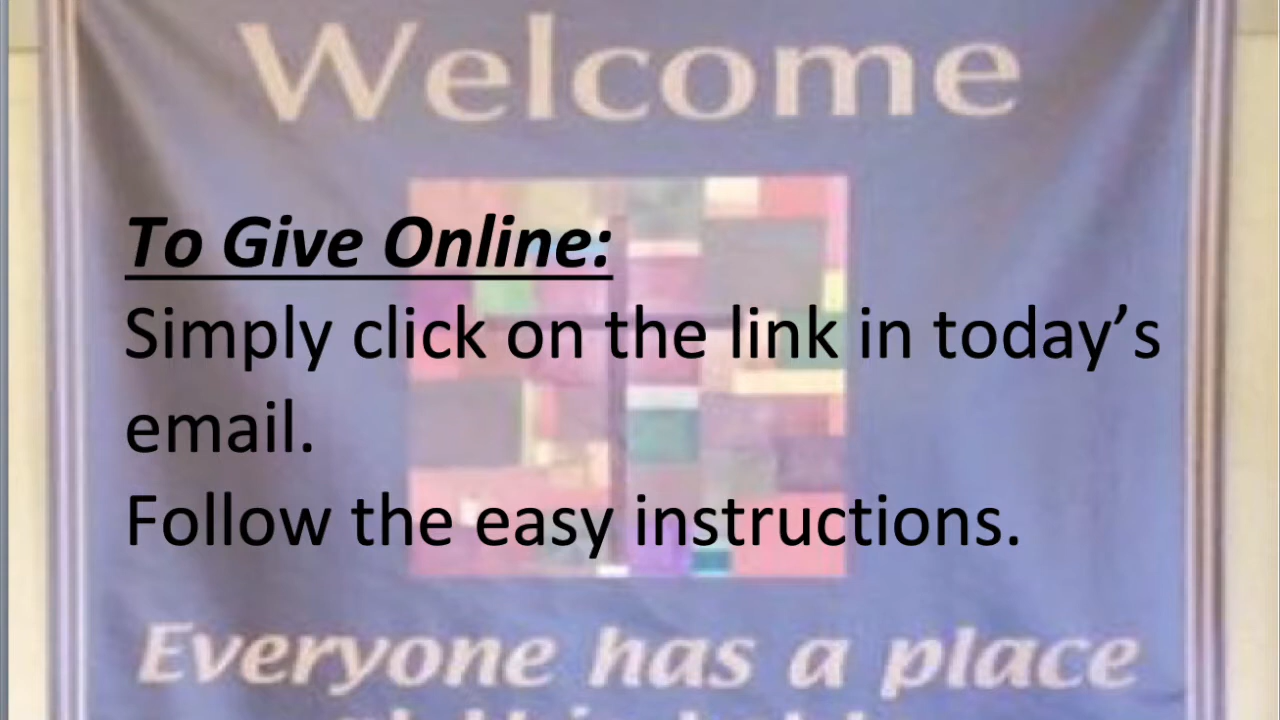 Welcome
To Give Online:
Simply click on the link in today’s
email.
Follow the easy instructions.
Everyone has a place